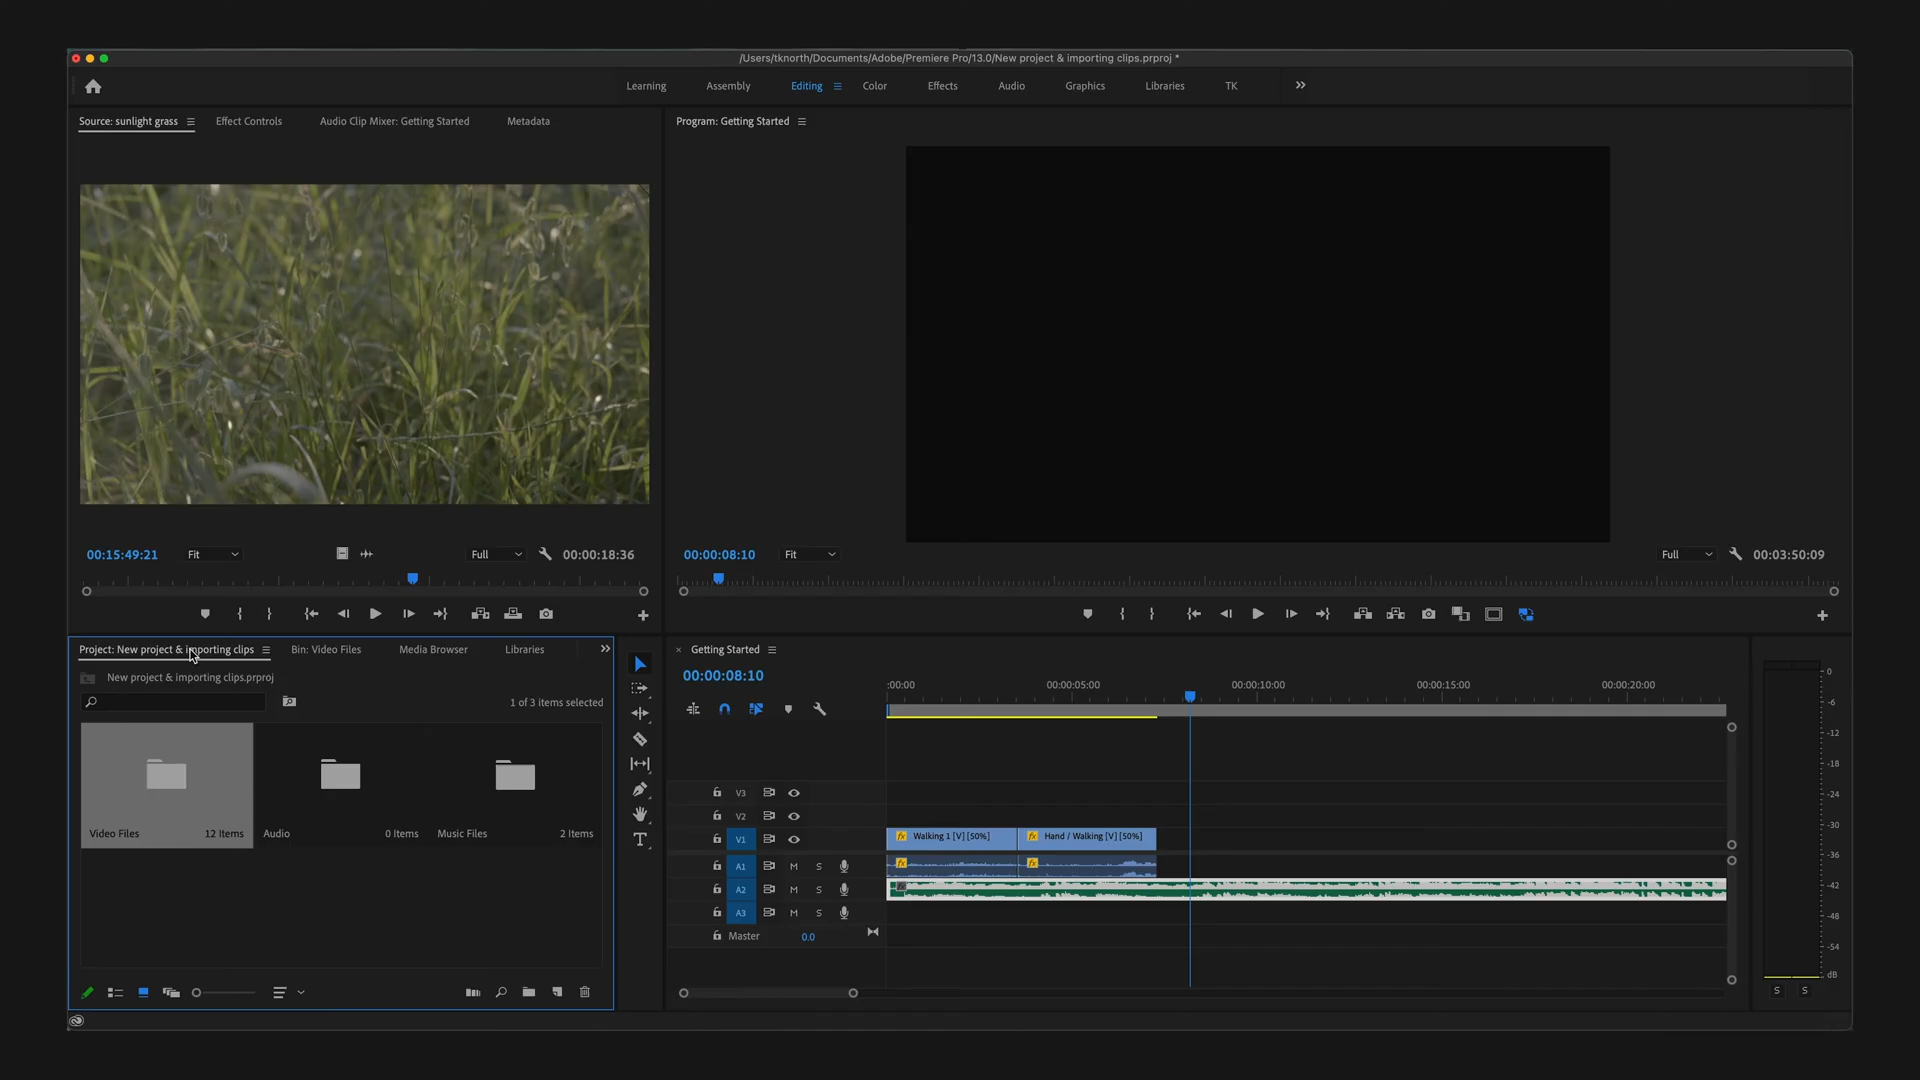 /Users/tknorth/Documents/Adobe/Premiere Pro/13.0/New project & importing clips.prproj *
Learning Assembly Editing Color Effects Audio Graphics Libraries TK
Source: sunlight grass Effect Controls Audio Clip Mixer: Getting Started Metadata
Program: Getting Started
00:15:49:21 Fit Full 00:00:18:36
00:00:08:10 Fit Full 00:03:50:09
Project: New project & importing clips Bin: Video Files Media Browser Libraries
New project & importing clips.prproj
1 of 3 items selected
Video Files 12 Items
Audio 0 Items
Music Files 2 Items
Getting Started
00:00:08:10
:00:00 00:00:05:00 00:00:10:00 00:00:15:00 00:00:20:00
V3
V2
V1 Walking 1 [V] [50%] Hand / Walking [V] [50%]
A1 M S
A2 M S
A3 M S
Master 0.0
0
-6
-12
-18
-24
-30
-36
-42
-48
-54
dB
S S